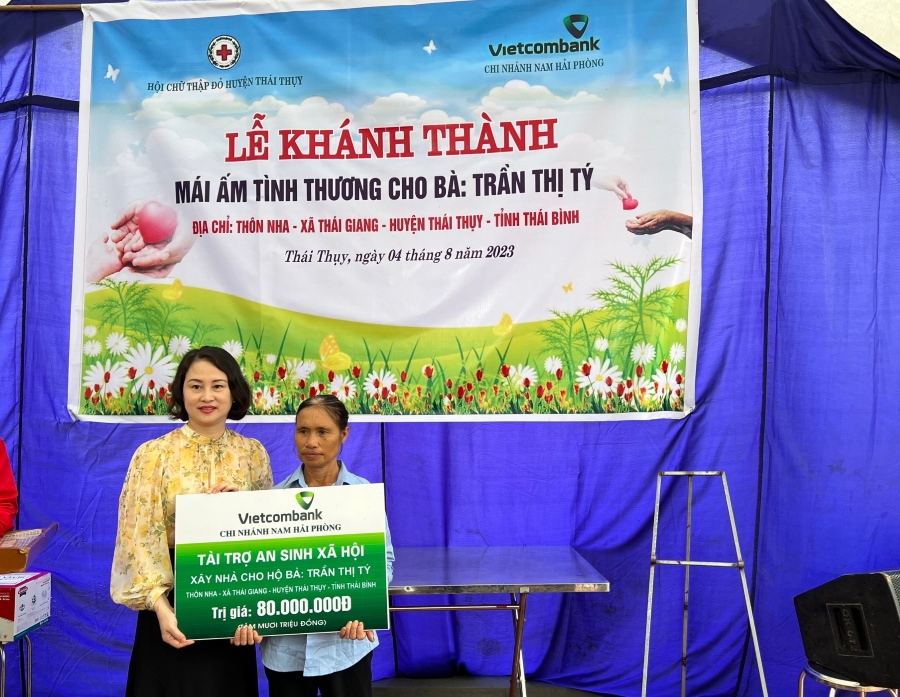 Vietcombank
HỘI CHỮ THẬP ĐỎ HUYỆN THÁI THỤY
CHI NHÁNH NAM HẢI PHÒNG
LỄ KHÁNH THÀNH
MÁI ẤM TÌNH THƯƠNG CHO BÀ: TRẦN THỊ TÝ
ĐỊA CHỈ: THÔN NHA - XÃ THÁI GIANG - HUYỆN THÁI THỤY - TỈNH THÁI BÌNH
Thái Thụy, ngày 04 tháng 8 năm 2023
Vietcombank
CHI NHÁNH NAM HẢI PHÒNG
TÀI TRỢ AN SINH XÃ HỘI
XÂY NHÀ CHO HỘ BÀ: TRẦN THỊ TÝ
THÔN NHA - XÃ THÁI GIANG - HUYỆN THÁI THỤY - TỈNH THÁI BÌNH
Trị giá: 80.000.000Đ
(TÁM MƯƠI TRIỆU ĐỒNG)